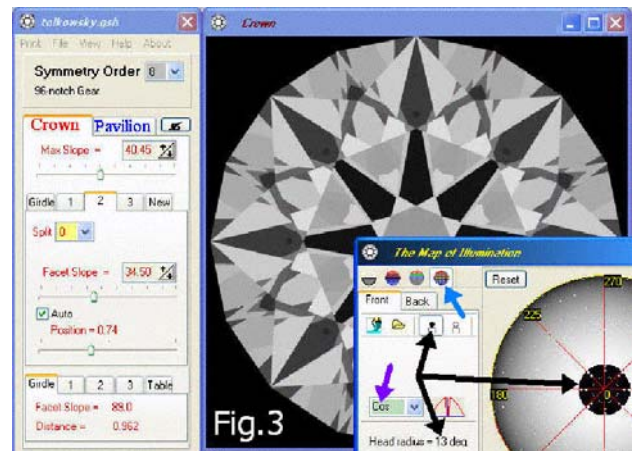 tolkowsky.gsh
Print File View Help About
Symmetry Order 8
96-notch Gear
Crown Pavilion
Max Slope = 40.45
Girdle 1 2 3 New
Split 0
Facet Slope = 34.50
Auto
Position = 0.74
Girdle 1 2 3 Table
Facet Slope = 89.0
Distance = 0.962
Crown
Fig.3
The Map of Illumination
Reset
Front Back
Cos
Head radius = 13 deg
270
225
180
0